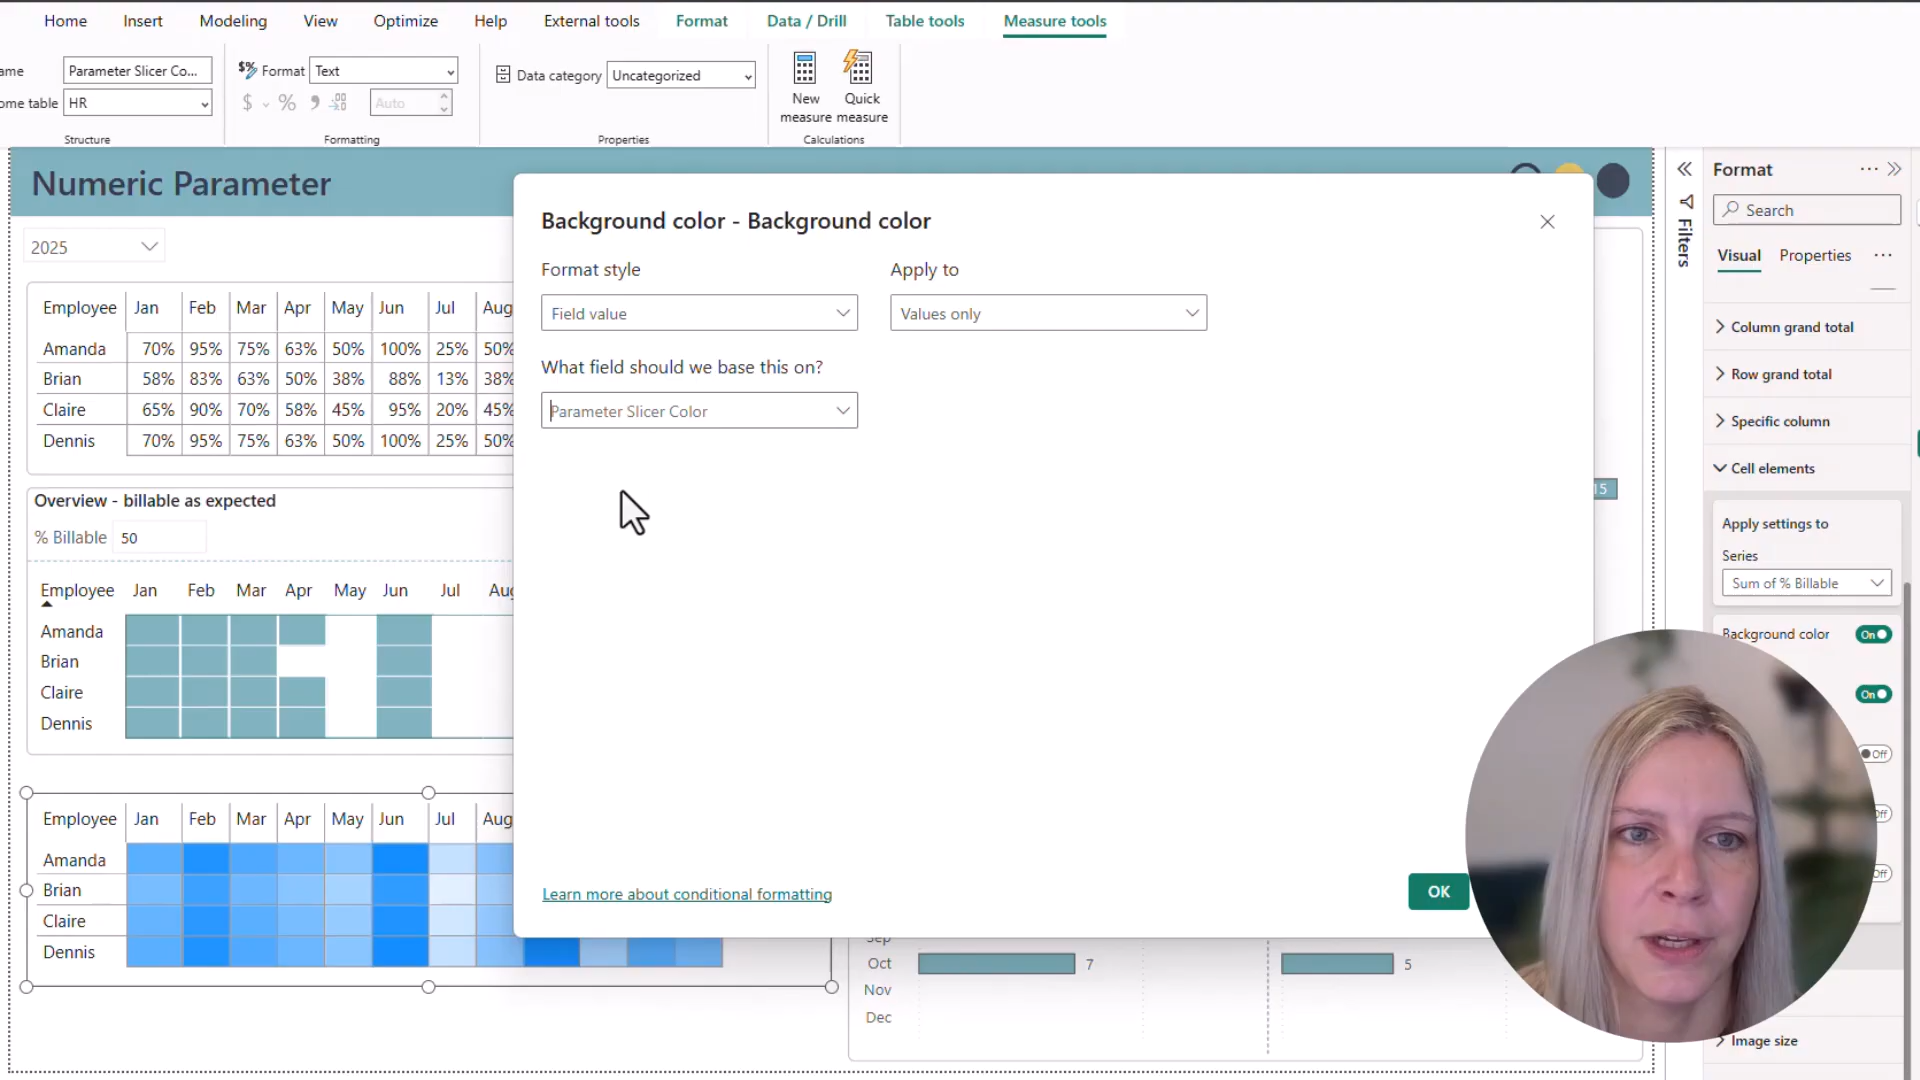 Home Insert Modeling View Optimize Help External tools Format Data / Drill Table tools Measure tools
ame Parameter Slicer Co... Format Text Data category Uncategorized
ome table HR $ % Auto New measure Quick measure
Structure Formatting Properties Calculations
Numeric Parameter
2025
Employee Jan Feb Mar Apr May Jun Jul Aug
Amanda 70% 95% 75% 63% 50% 100% 25% 50%
Brian 58% 83% 63% 50% 38% 88% 13% 38%
Claire 65% 90% 70% 58% 45% 95% 20% 45%
Dennis 70% 95% 75% 63% 50% 100% 25% 50%
Overview - billable as expected
% Billable 50
Employee Jan Feb Mar Apr May Jun Jul Aug
Amanda
Brian
Claire
Dennis
Employee Jan Feb Mar Apr May Jun Jul Aug
Amanda
Brian
Claire
Dennis
Background color - Background color
Format style Apply to
Field value Values only
What field should we base this on?
Parameter Slicer Color
Learn more about conditional formatting
OK
15
Sep
Oct 7 5
Nov
Dec
Filters
Format
Search
Visual Properties
Column grand total
Row grand total
Specific column
Cell elements
Apply settings to
Series
Sum of % Billable
Background color On
On
Off
Off
Off
Image size